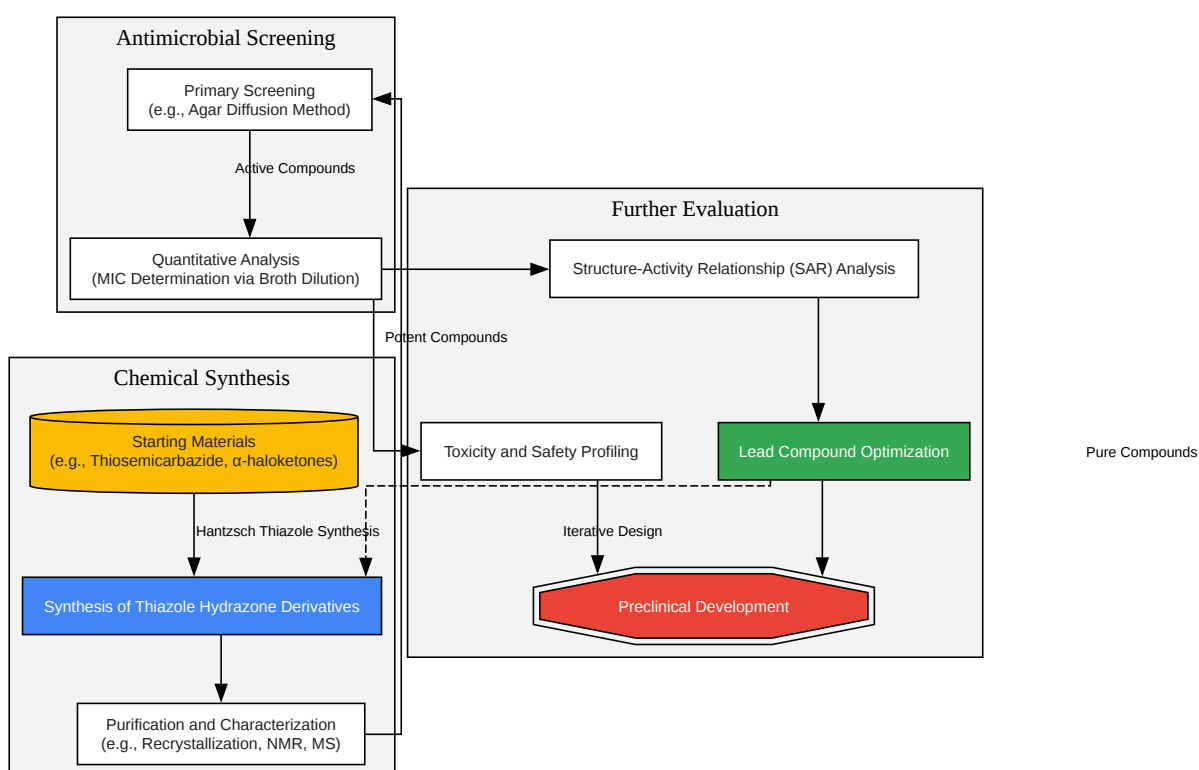 Antimicrobial Screening
Primary Screening
(e.g., Agar Diffusion Method)
Active Compounds
Quantitative Analysis
(MIC Determination via Broth Dilution)
Further Evaluation
Structure-Activity Relationship (SAR) Analysis
Potent Compounds
Chemical Synthesis
Starting Materials
(e.g., Thiosemicarbazide, α-haloketones)
Toxicity and Safety Profiling
Lead Compound Optimization
Pure Compounds
Hantzsch Thiazole Synthesis
Iterative Design
Synthesis of Thiazole Hydrazone Derivatives
Preclinical Development
Purification and Characterization
(e.g., Recrystallization, NMR, MS)